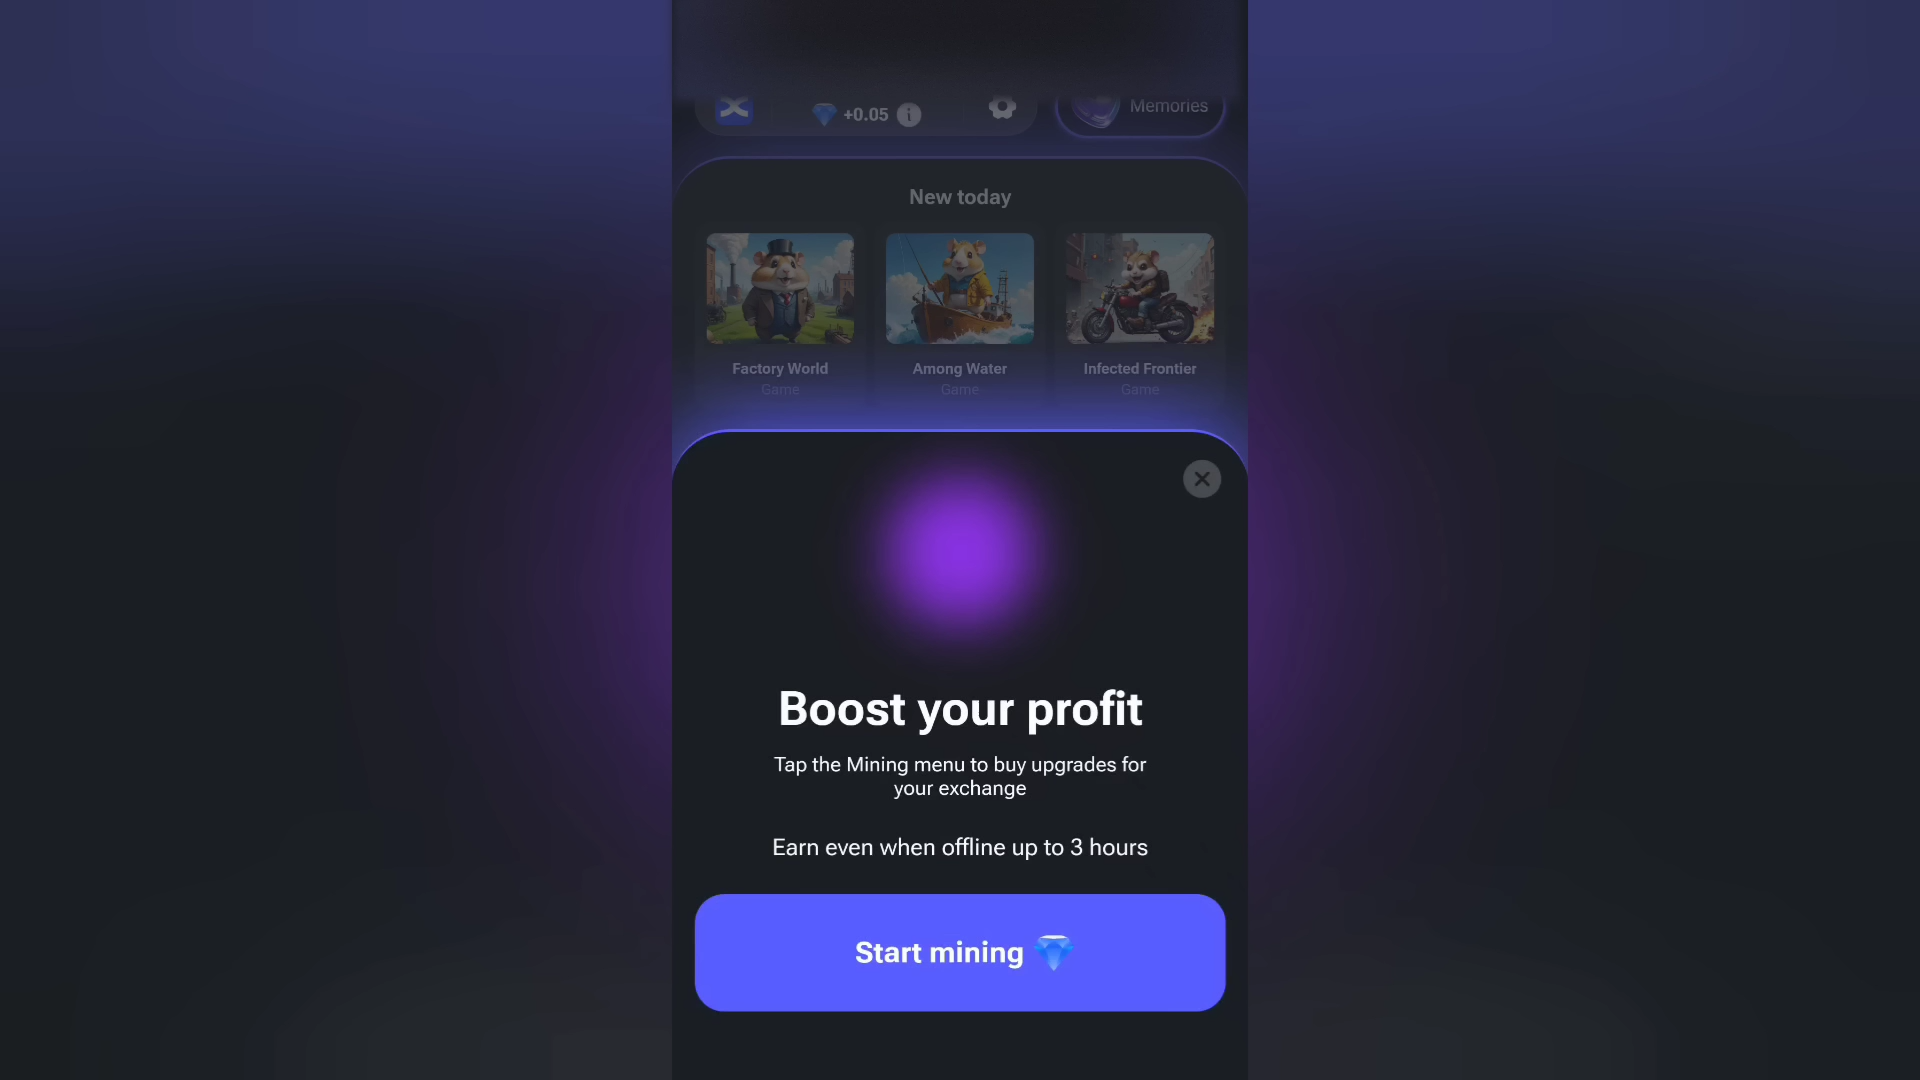 +0.05
Memories
New today
Factory World
Game
Among Water
Game
Infected Frontier
Game
Boost your profit
Tap the Mining menu to buy upgrades for
your exchange
Earn even when offline up to 3 hours
Start mining